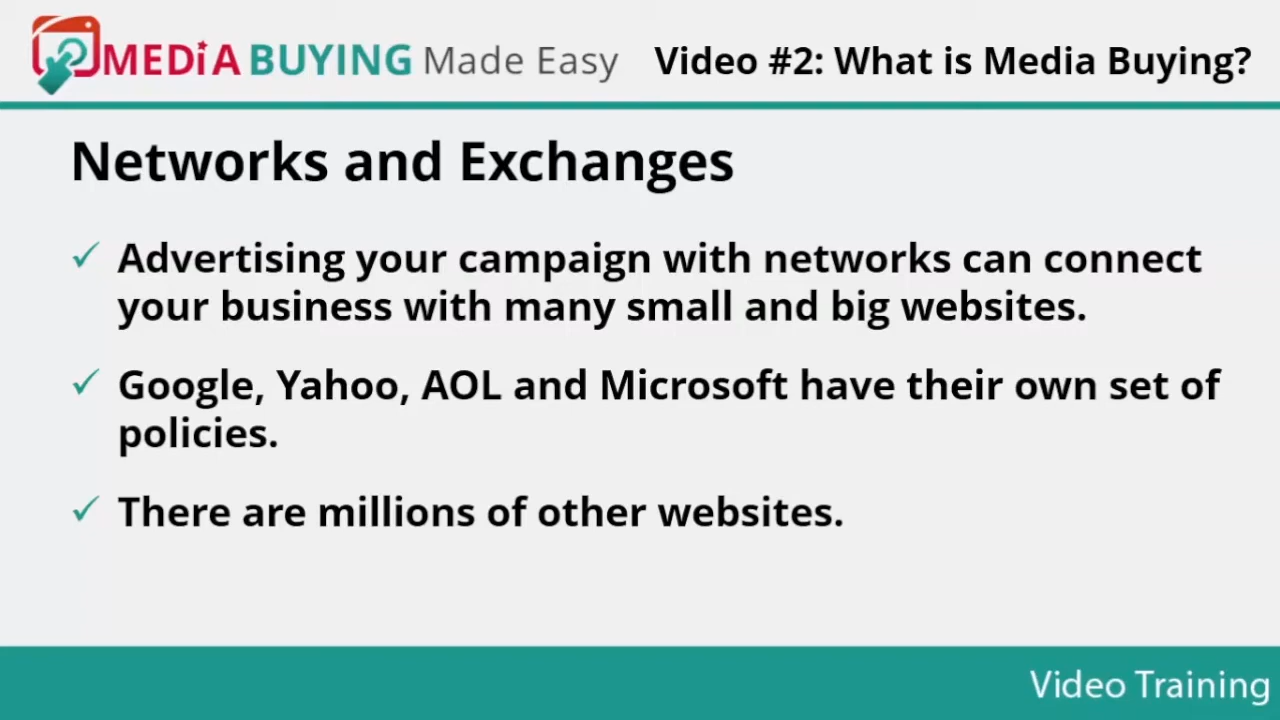 MEDiA BUYING Made Easy Video #2: What is Media Buying?
Networks and Exchanges
✓ Advertising your campaign with networks can connect
your business with many small and big websites.
✓ Google, Yahoo, AOL and Microsoft have their own set of
policies.
✓ There are millions of other websites.
Video Training